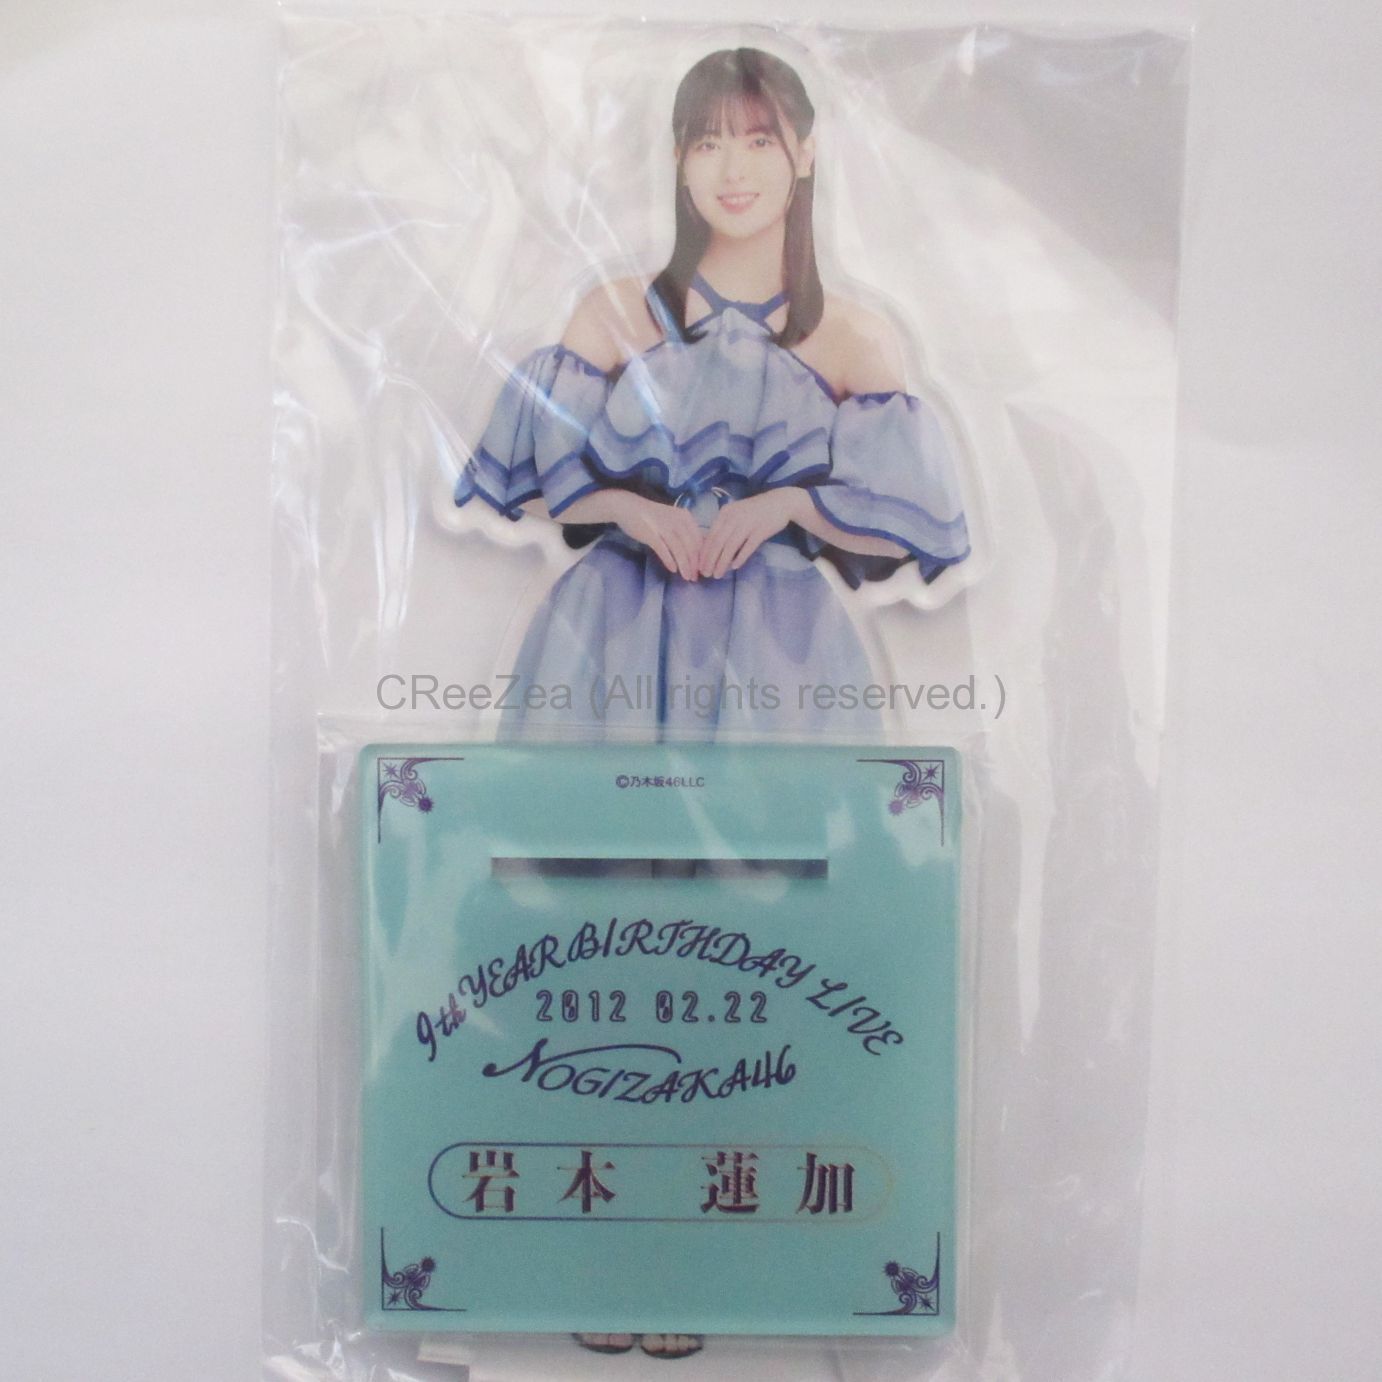 CReeZea (All rights reserved.)
©乃木坂46LLC
9th YEAR BIRTHDAY LIVE
2012 02.22
NOGIZAKA46
岩本 蓮加